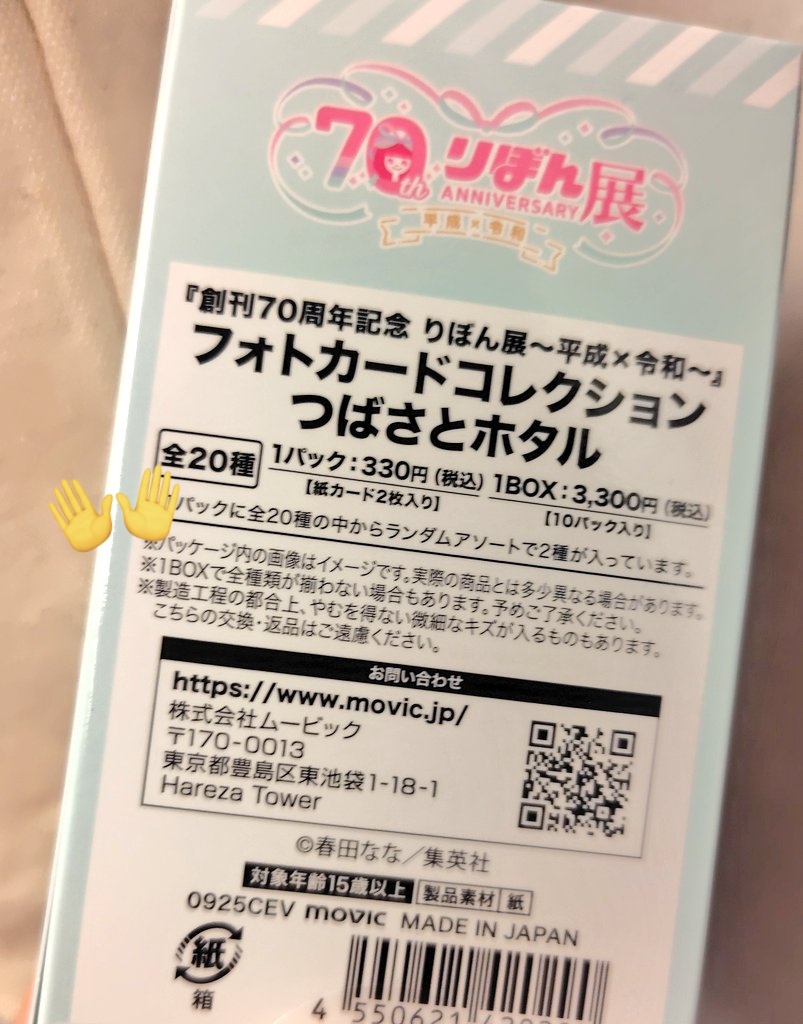 70th りぼん展
ANNIVERSARY
平成×令和
『創刊70周年記念 りぼん展〜平成×令和〜』
フォトカードコレクション
つばさとホタル
全20種 1パック：330円（税込） 1BOX：3,300円（税込）
【紙カード2枚入り】 【10パック入り】
パックに全20種の中からランダムアソートで2種が入っています。
※パッケージ内の画像はイメージです。実際の商品とは多少異なる場合があります。
※1BOXで全種類が揃わない場合もあります。予めご了承ください。
※製造工程の都合上、やむを得ない微細なキズが入るものもあります。
こちらの交換・返品はご遠慮ください。
お問い合わせ
https://www.movic.jp/
株式会社ムービック
〒170-0013
東京都豊島区東池袋1-18-1
Hareza Tower
©春田なな／集英社
対象年齢15歳以上 製品素材 紙
0925CEV movic MADE IN JAPAN
紙
箱
4 550621